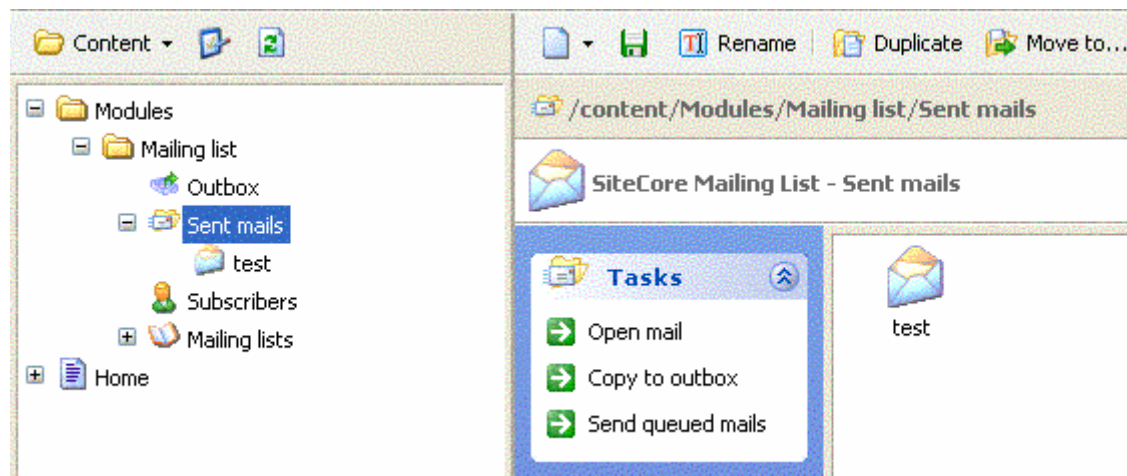 Content
Rename
Duplicate
Move to...
Modules
Mailing list
Outbox
Sent mails
test
Subscribers
Mailing lists
Home
/content/Modules/Mailing list/Sent mails
SiteCore Mailing List - Sent mails
Tasks
Open mail
Copy to outbox
Send queued mails
test